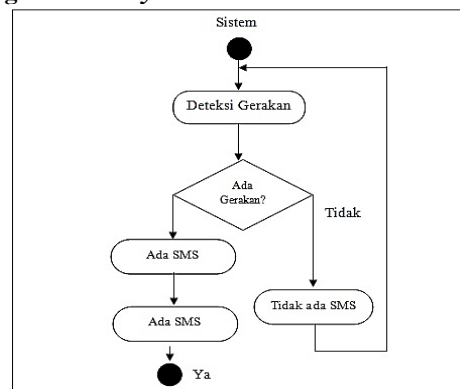 Sistem
Deteksi Gerakan
Ada
Gerakan?
Tidak
Ada SMS
Tidak ada SMS
Ada SMS
Ya